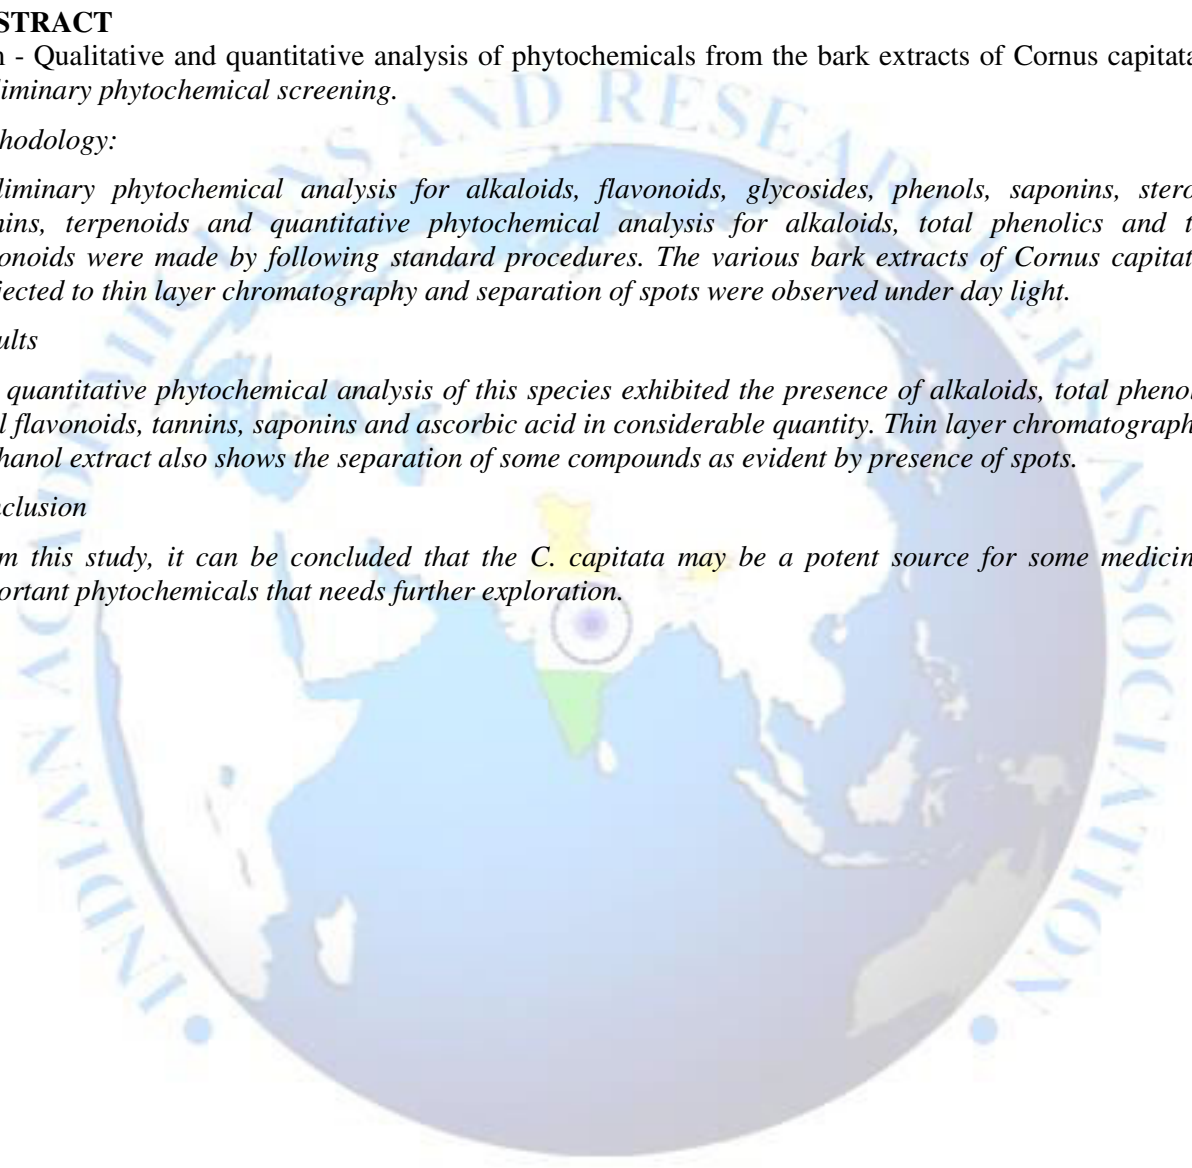 STRACT
- Qualitative and quantitative analysis of phytochemicals from the bark extracts of Cornus capitata
liminary phytochemical screening.
hodology:
liminary phytochemical analysis for alkaloids, flavonoids, glycosides, phenols, saponins, stero
ins, terpenoids and quantitative phytochemical analysis for alkaloids, total phenolics and t
onoids were made by following standard procedures. The various bark extracts of Cornus capitat
jected to thin layer chromatography and separation of spots were observed under day light.
ults
quantitative phytochemical analysis of this species exhibited the presence of alkaloids, total pheno
l flavonoids, tannins, saponins and ascorbic acid in considerable quantity. Thin layer chromatograph
hanol extract also shows the separation of some compounds as evident by presence of spots.
clusion
m this study, it can be concluded that the C. capitata may be a potent source for some medicin
ortant phytochemicals that needs further exploration.
INDIAN ACADEMICIANS AND RESEARCHERS ASSOCIATION